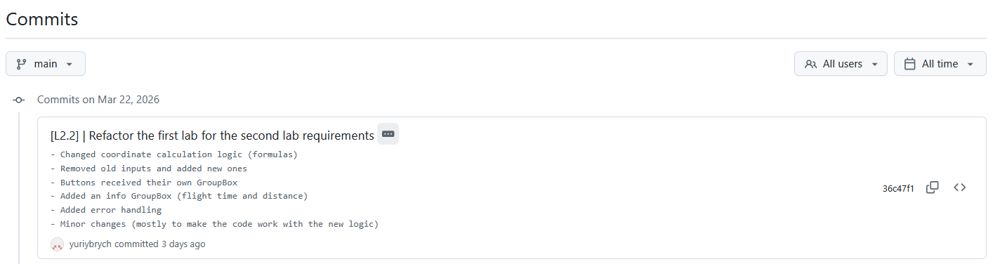 Commits
main
All users
All time
Commits on Mar 22, 2026
[L2.2] | Refactor the first lab for the second lab requirements
- Changed coordinate calculation logic (formulas)
- Removed old inputs and added new ones
- Buttons received their own GroupBox
- Added an info GroupBox (flight time and distance)
- Added error handling
- Minor changes (mostly to make the code work with the new logic)
36c47f1
yuriybrych committed 3 days ago